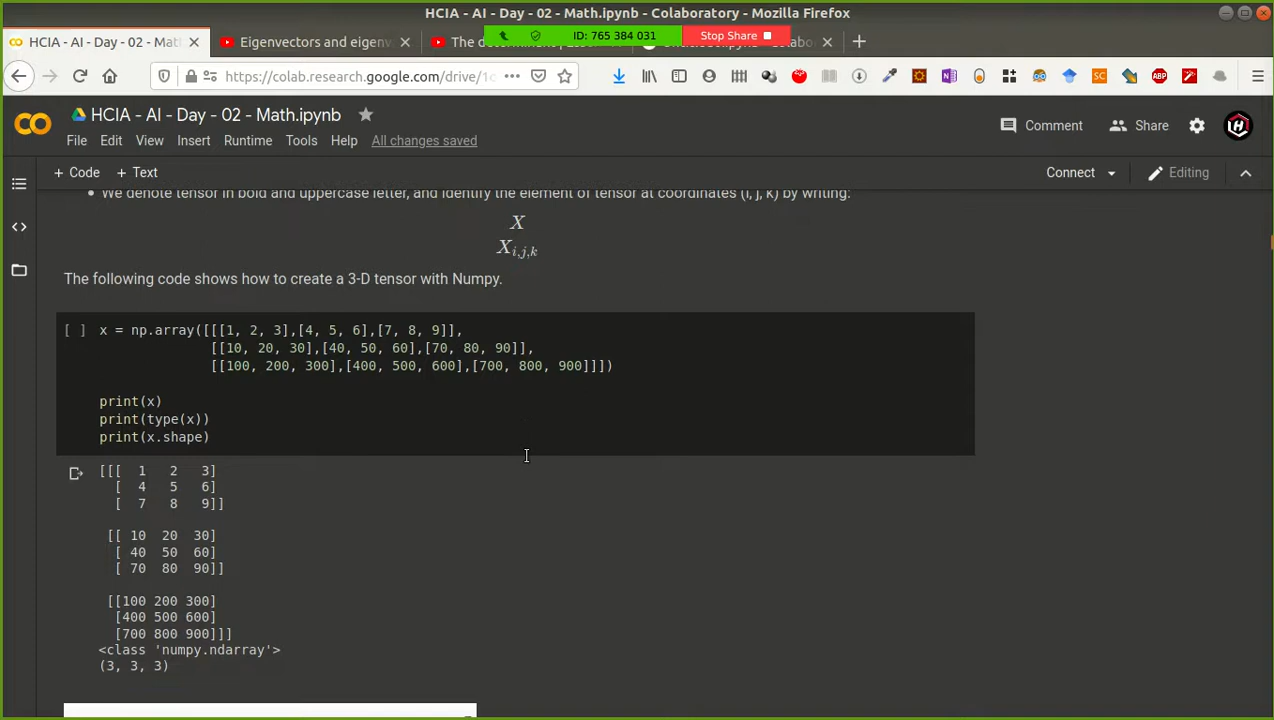 HCIA - AI - Day - 02 - Math.ipynb - Colaboratory - Mozilla Firefox
HCIA - AI - Day - 02 - Mat
Eigenvectors and eigen
The
ID: 765 384 031
Stop Share
https://colab.research.google.com/drive/1
SC
ABP
HCIA - AI - Day - 02 - Math.ipynb
Comment
Share
File Edit View Insert Runtime Tools Help All changes saved
+ Code + Text
Connect
Editing
We denote tensor in bold and uppercase letter, and identify the element of tensor at coordinates (i, j, k) by writing:
X
X_{i,j,k}
The following code shows how to create a 3-D tensor with Numpy.
[ ] x = np.array([[[1, 2, 3],[4, 5, 6],[7, 8, 9]],
[[10, 20, 30],[40, 50, 60],[70, 80, 90]],
[[100, 200, 300],[400, 500, 600],[700, 800, 900]]])
print(x)
print(type(x))
print(x.shape)
[[[ 1 2 3]
[ 4 5 6]
[ 7 8 9]]
[[ 10 20 30]
[ 40 50 60]
[ 70 80 90]]
[[100 200 300]
[400 500 600]
[700 800 900]]]
<class 'numpy.ndarray'>
(3, 3, 3)